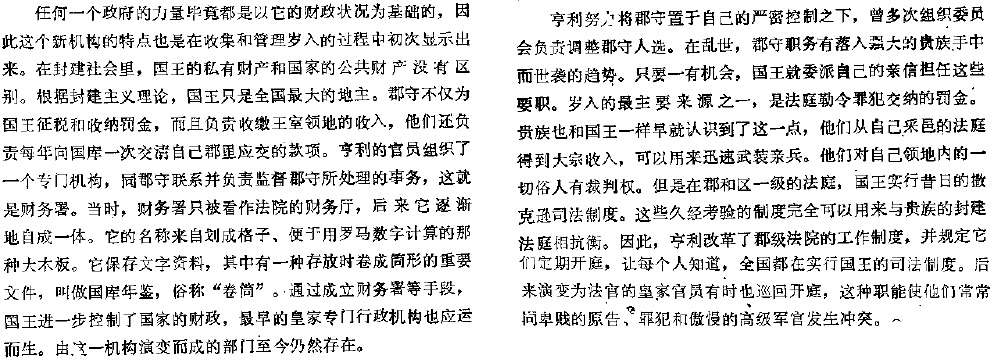 任何一个政府的力量毕竟都是以它的财政状况为基础的，因
此这个新机构的特点也是在收集和管理岁入的过程中初次显示出
来。在封建社会里，国王的私有财产和国家的公共财产没有区
别。根据封建主义理论，国王只是全国最大的地主。郡守不仅为
国王征税和收纳罚金，而且负责收缴王室领地的收入，他们还负
责每年向国库一次交清自己郡里应交的款项。亨利的官员组织了
一个专门机构，同郡守联系并负责监督郡守所处理的事务，这就
是财务署。当时，财务署只被看作法院的财务厅，后来它逐渐
地自成一体。它的名称来自划成格子、便于用罗马数字计算的那
种大木板。它保存文字资料，其中有一种存放时卷成筒形的重要
文件，叫做国库年鉴，俗称“卷筒”。通过成立财务署等手段，
国王进一步控制了国家的财政，最早的皇家专门行政机构也应运
而生。由这一机构演变而成的部门至今仍然存在。
亨利努力将郡守置于自己的严密控制之下，曾多次组织委员
会负责调整郡守人选。在乱世，郡守职务有落入强大的贵族手中
而世袭的趋势。只要一有机会，国王就委派自己的亲信担任这些
要职。岁入的最主要来源之一，是法庭勒令罪犯交纳的罚金。
贵族也和国王一样早就认识到了这一点，他们从自己采邑的法庭
得到大宗收入，可以用来迅速武装亲兵。他们对自己领地内的一
切俗人有裁判权。但是在郡和区一级的法庭，国王实行昔日的撒
克逊司法制度。这些久经考验的制度完全可以用来与贵族的封建
法庭相抗衡。因此，亨利改革了郡级法院的工作制度，并规定它
们定期开庭，让每个人知道，全国都在实行国王的司法制度。后
来演变为法官的皇家官员有时也巡回开庭，这种职能使他们常常
同卑贱的原告、罪犯和傲慢的高级军官发生冲突。